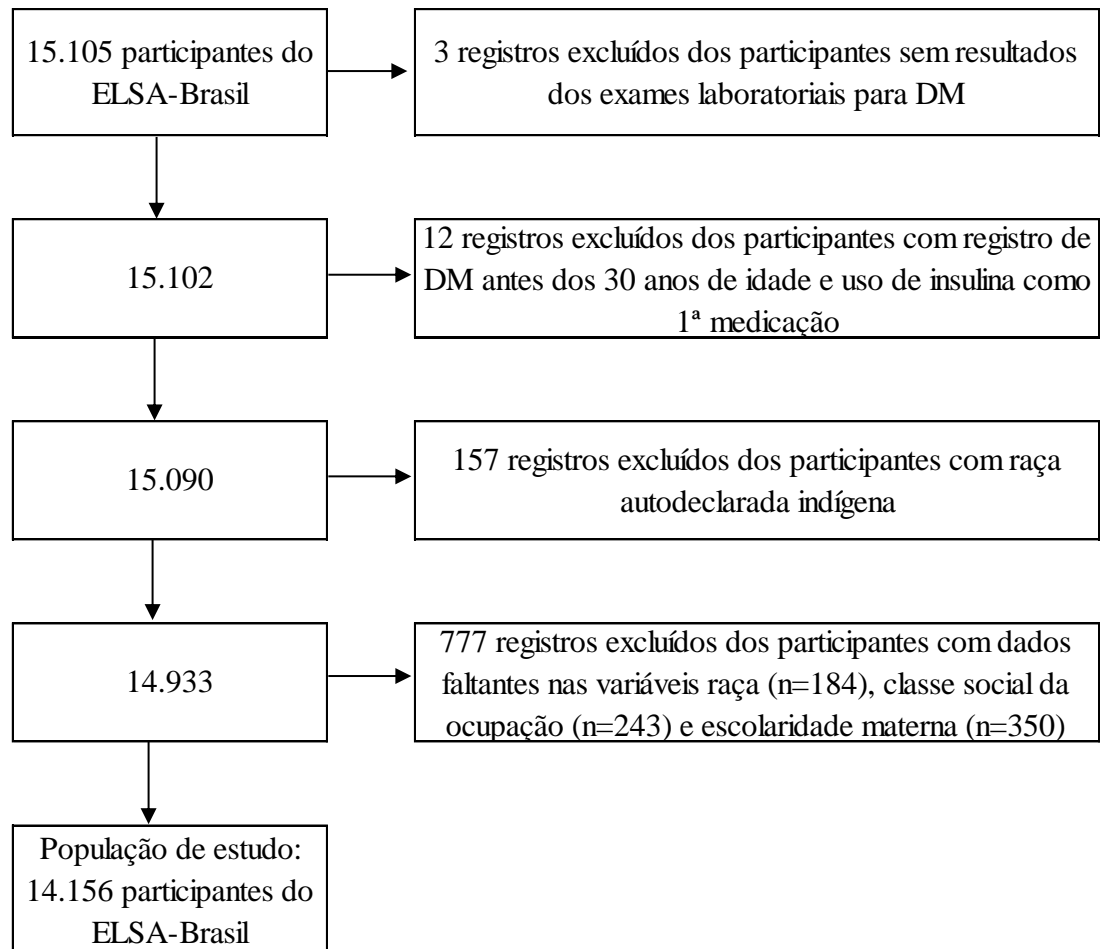 15.105 participantes do
ELSA-Brasil
3 registros excluídos dos participantes sem resultados
dos exames laboratoriais para DM
15.102
12 registros excluídos dos participantes com registro de
DM antes dos 30 anos de idade e uso de insulina como
1ª medicação
15.090
157 registros excluídos dos participantes com raça
autodeclarada indígena
14.933
777 registros excluídos dos participantes com dados
faltantes nas variáveis raça (n=184), classe social da
ocupação (n=243) e escolaridade materna (n=350)
População de estudo:
14.156 participantes do
ELSA-Brasil